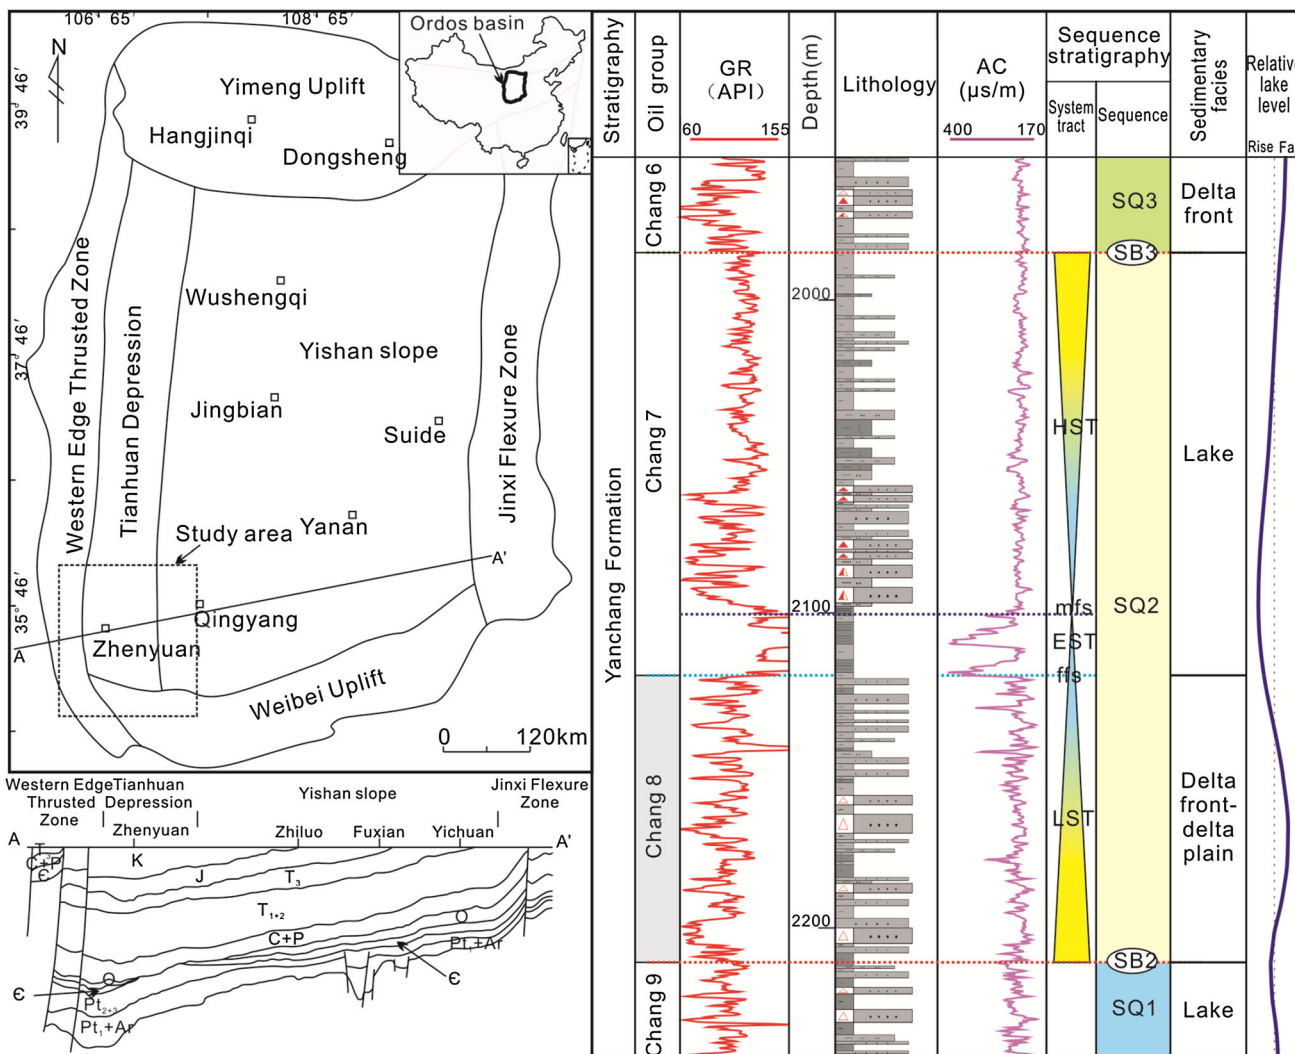 106° 65′
108° 65′
Ordos basin
N
39° 46′
Yimeng Uplift
Hangjinqi
Dongsheng
Western Edge Thrusted Zone
Tianhuan Depression
Wushengqi
37° 46′
Yishan slope
Jinxi Flexure Zone
Jingbian
Suide
Study area
Yanan
A'
35° 46′
Qingyang
Zhenyuan
A
Weibei Uplift
0 120km
Western Edge Thrusted Zone
Tianhuan Depression
Yishan slope
Jinxi Flexure Zone
Zhenyuan
Zhiluo
Fuxian
Yichuan
A
A'
C+P
Є
K
J
T3
T1+2
C+P
Pt1+Ar
Є
Є
Pt2+3
Pt1+Ar
Stratigraphy
Oil group
GR
（API）
60 155
Depth(m)
Lithology
AC
(μs/m)
400 170
Sequence
stratigraphy
System
tract
Sequence
Sedimentary
facies
Relative
lake
level
Rise Fa
Yanchang Formation
Chang 6
SQ3
Delta
front
SB3
Chang 7
2000
HST
Lake
2100
mfs
SQ2
EST
ffs
Chang 8
LST
Delta
front-
delta
plain
2200
SB2
Chang 9
SQ1
Lake